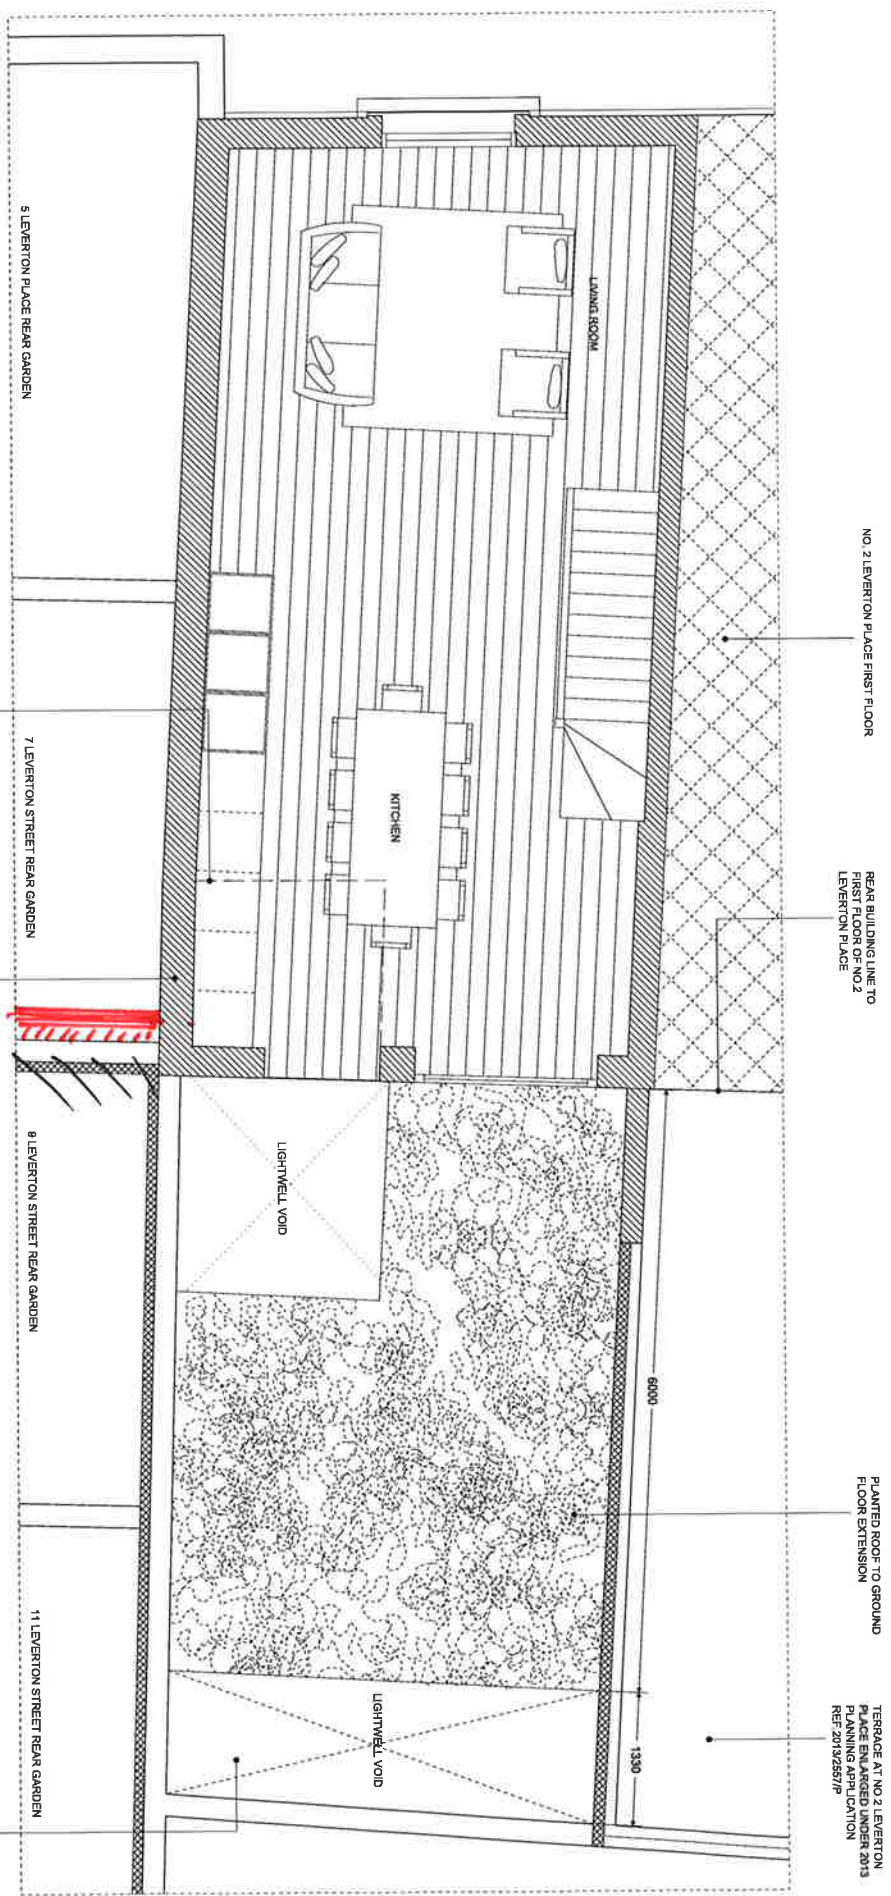 NO. 2 LEVERTON PLACE FIRST FLOOR
REAR BUILDING LINE TO
FIRST FLOOR OF NO.2
LEVERTON PLACE
PLANTED ROOF TO GROUND
FLOOR EXTENSION
TERRACE AT NO 2 LEVERTON
PLACE ENLARGED UNDER 2013
PLANNING APPLICATION
REF.2013/2557/P
LIVING ROOM
KITCHEN
LIGHTWELL VOID
LIGHTWELL VOID
6000
1330
5 LEVERTON PLACE REAR GARDEN
7 LEVERTON STREET REAR GARDEN
9 LEVERTON STREET REAR GARDEN
11 LEVERTON STREET REAR GARDEN